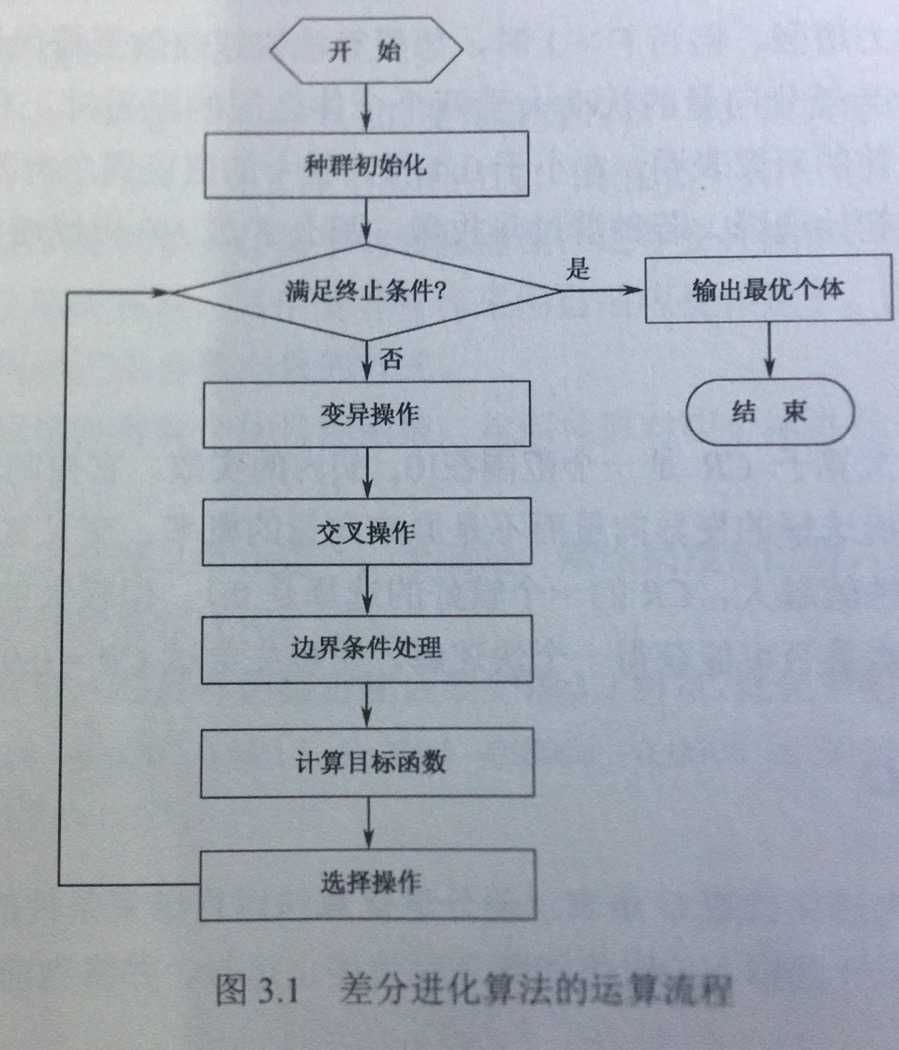 开 始
种群初始化
满足终止条件?
是
输出最优个体
结 束
否
变异操作
交叉操作
边界条件处理
计算目标函数
选择操作
图 3.1 差分进化算法的运算流程